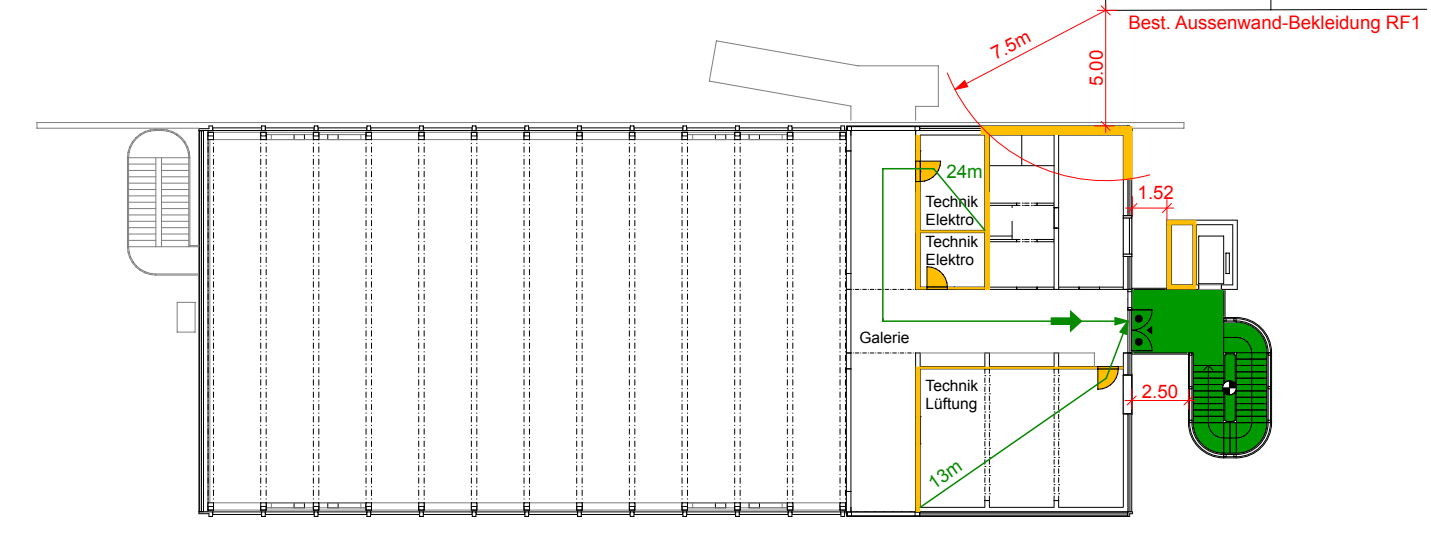 Best. Aussenwand-Bekleidung RF1
7.5m
5.00
24m
1.52
Technik
Elektro
Technik
Elektro
Galerie
Technik
Lüftung
2.50
13m